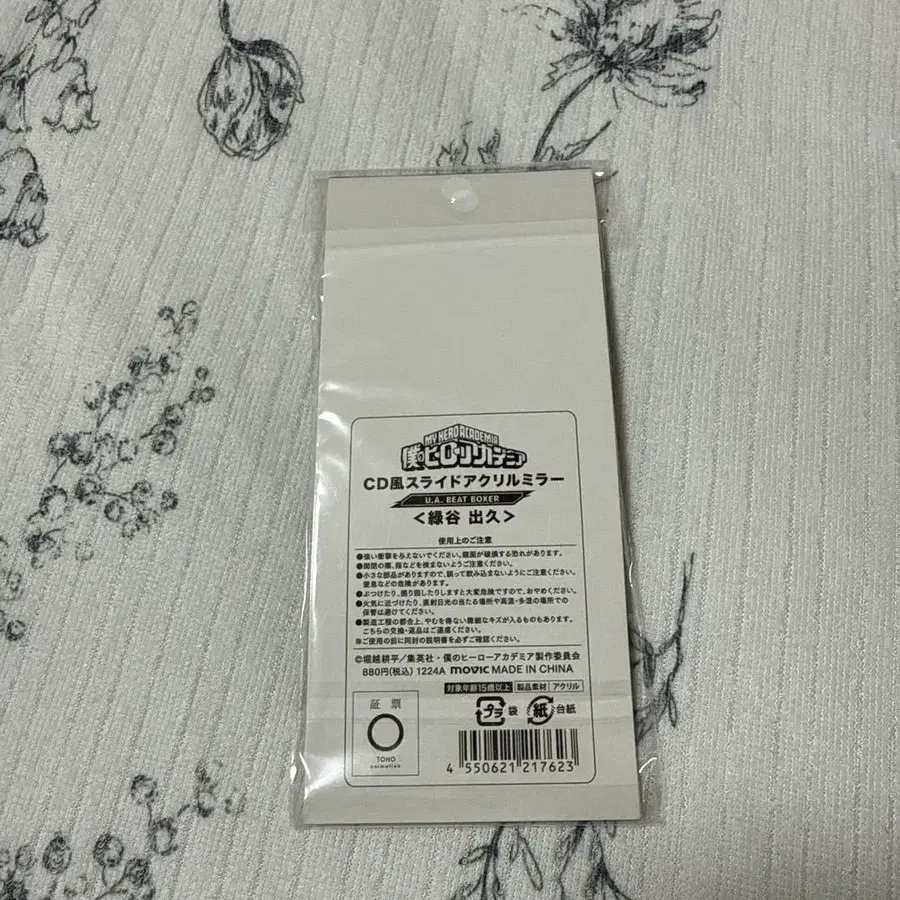 MY HERO ACADEMIA
僕のヒーローアカデミア
CD風スライドアクリルミラー
U.A. BEAT BOXER
<緑谷 出久>
使用上のご注意
●強い衝撃を与えないでください。鏡面が破損する恐れがあります。
●開閉の際、指などを挟まないようご注意ください。
●小さな部品がありますので、誤って飲み込まないようにご注意ください。
窒息などの危険があります。
●ぶつけたり、振り回したりしますと大変危険ですので、おやめください。
●火気に近づけたり、直射日光の当たる場所や高温・多湿の場所での
保管は避けてください。
●製造工程の都合上、やむを得ない微細なキズが入るものもあります。
こちらの交換・返品はご遠慮ください。
※ご使用の前に同封の説明書を必ずご確認ください。
©堀越耕平/集英社・僕のヒーローアカデミア製作委員会
880円(税込) 1224A movic MADE IN CHINA
対象年齢15歳以上 製品素材 アクリル
証 票
TOHO
animation
プラ 袋 紙 台紙
4 550621 217623